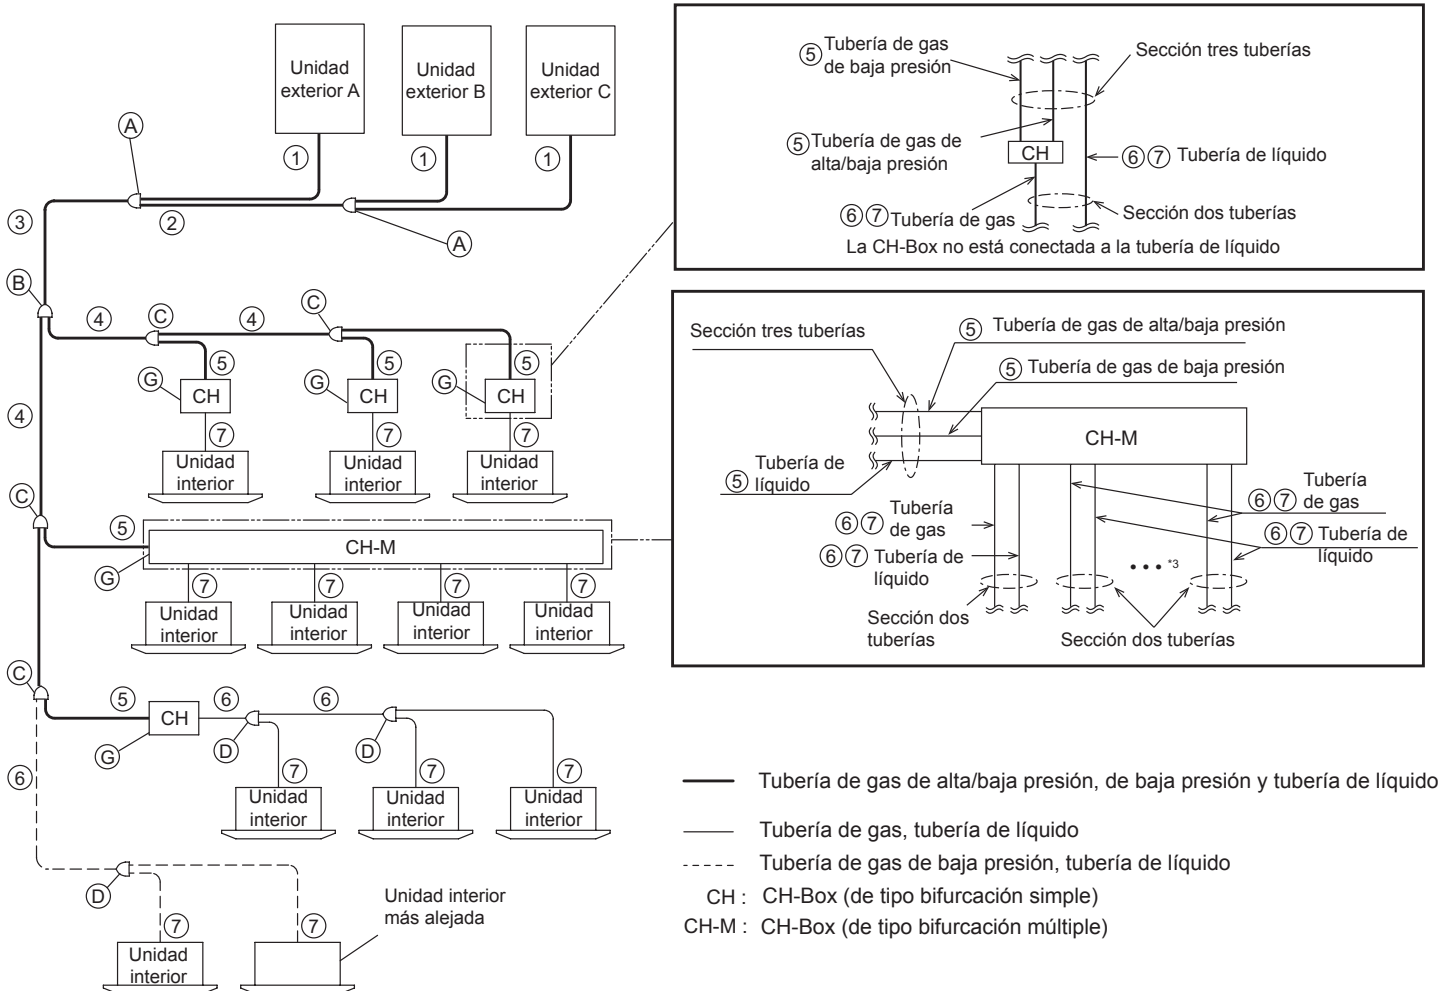 Unidad
exterior A
Unidad
exterior B
Unidad
exterior C
A
1
1
1
3
2
A
B
4
C
4
C
5
5
5
G
CH
G
CH
G
CH
4
7
7
7
Unidad
interior
Unidad
interior
Unidad
interior
C
5
CH-M
G
7
7
7
7
Unidad
interior
Unidad
interior
Unidad
interior
Unidad
interior
C
5
6
6
CH
G
D
D
6
7
7
7
Unidad
interior
Unidad
interior
Unidad
interior
D
Unidad interior
más alejada
7
7
Unidad
interior
5 Tubería de gas
de baja presión
Sección tres tuberías
5 Tubería de gas de
alta/baja presión
CH
6 7 Tubería de líquido
6 7 Tubería de gas
Sección dos tuberías
La CH-Box no está conectada a la tubería de líquido
Sección tres tuberías
5 Tubería de gas de alta/baja presión
5 Tubería de gas de baja presión
CH-M
5 Tubería de
líquido
6 7 Tubería
de gas
6 7 Tubería de
líquido
6 7 Tubería
de gas
6 7 Tubería de
líquido
• • • *3
Sección dos
tuberías
Sección dos tuberías
Tubería de gas de alta/baja presión, de baja presión y tubería de líquido
Tubería de gas, tubería de líquido
Tubería de gas de baja presión, tubería de líquido
CH : CH-Box (de tipo bifurcación simple)
CH-M : CH-Box (de tipo bifurcación múltiple)